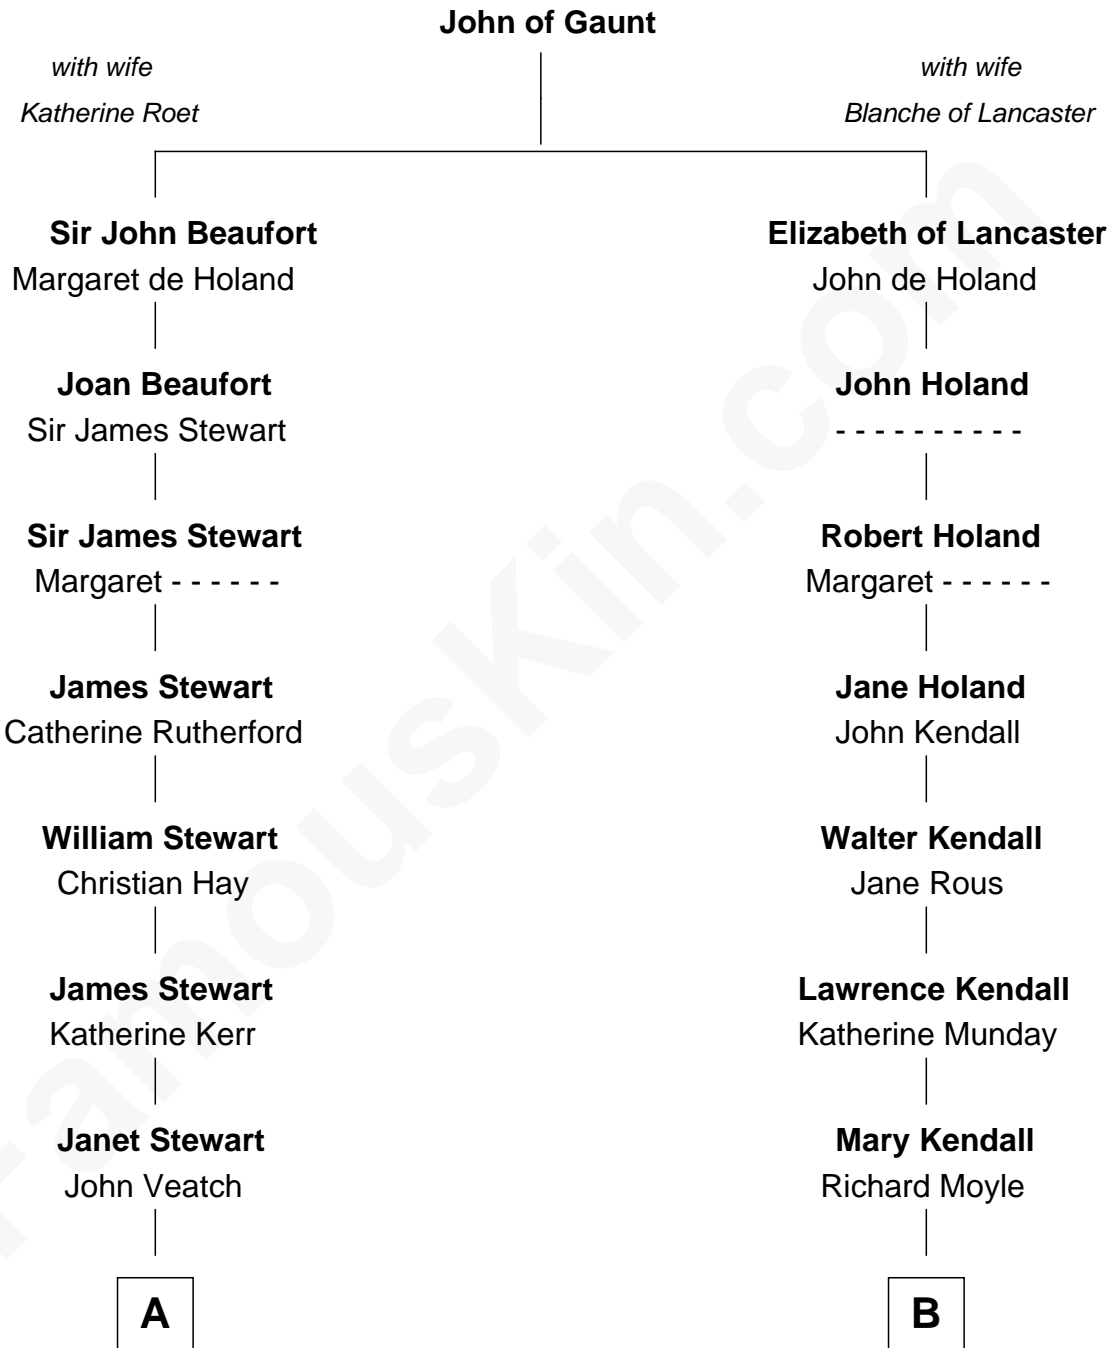 John of Gaunt
with wife
Katherine Roet
with wife
Blanche of Lancaster
Sir John Beaufort
Margaret de Holand
Elizabeth of Lancaster
John de Holand
Joan Beaufort
Sir James Stewart
John Holand
- - - - - - - - - -
Sir James Stewart
Margaret - - - - - -
Robert Holand
Margaret - - - - - -
James Stewart
Catherine Rutherford
Jane Holand
John Kendall
William Stewart
Christian Hay
Walter Kendall
Jane Rous
James Stewart
Katherine Kerr
Lawrence Kendall
Katherine Munday
Janet Stewart
John Veatch
Mary Kendall
Richard Moyle
A
B
FamousKin.com